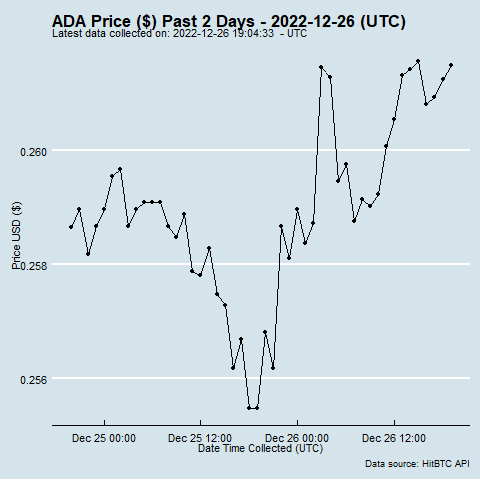 ADA Price ($) Past 2 Days - 2022-12-26 (UTC)
Latest data collected on: 2022-12-26 19:04:33 - UTC
0.260
0.258
0.256
Price USD ($)
Dec 25 00:00
Dec 25 12:00
Dec 26 00:00
Dec 26 12:00
Date Time Collected (UTC)
Data source: HitBTC API